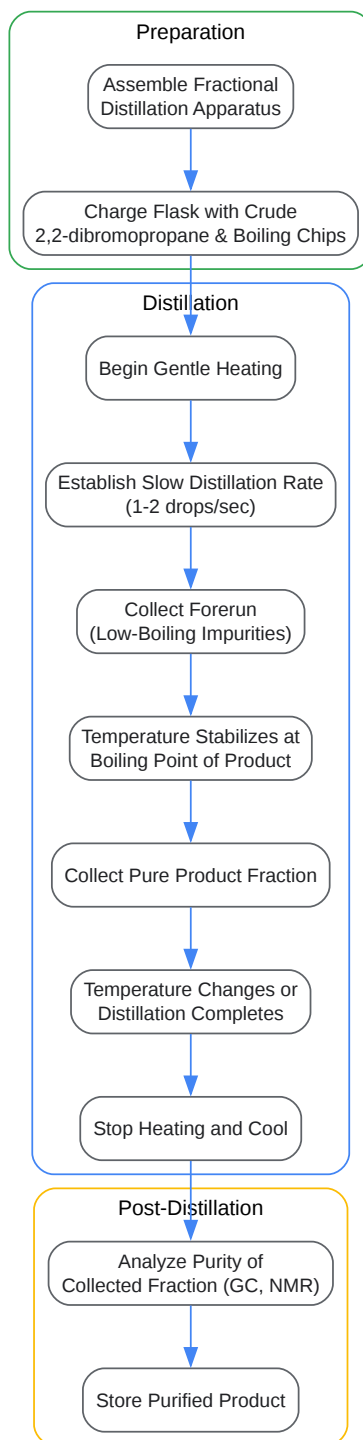 Preparation
Assemble Fractional
Distillation Apparatus
Charge Flask with Crude
2,2-dibromopropane & Boiling Chips
Distillation
Begin Gentle Heating
Establish Slow Distillation Rate
(1-2 drops/sec)
Collect Forerun
(Low-Boiling Impurities)
Temperature Stabilizes at
Boiling Point of Product
Collect Pure Product Fraction
Temperature Changes or
Distillation Completes
Stop Heating and Cool
Post-Distillation
Analyze Purity of
Collected Fraction (GC, NMR)
Store Purified Product